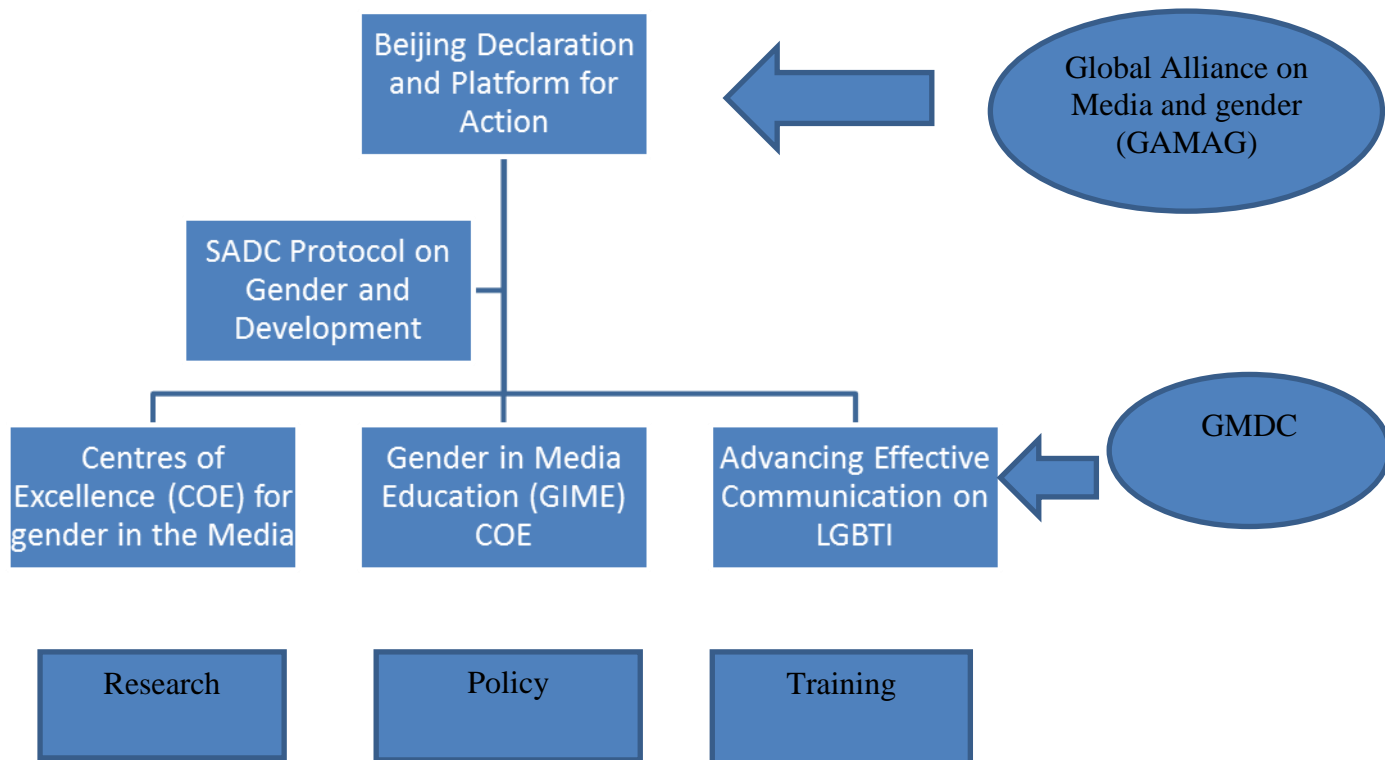 Beijing Declaration
and Platform for
Action
Global Alliance on
Media and gender
(GAMAG)
SADC Protocol on
Gender and
Development
Centres of
Excellence (COE) for
gender in the Media
Gender in Media
Education (GIME)
COE
Advancing Effective
Communication on
LGBTI
GMDC
Research
Policy
Training